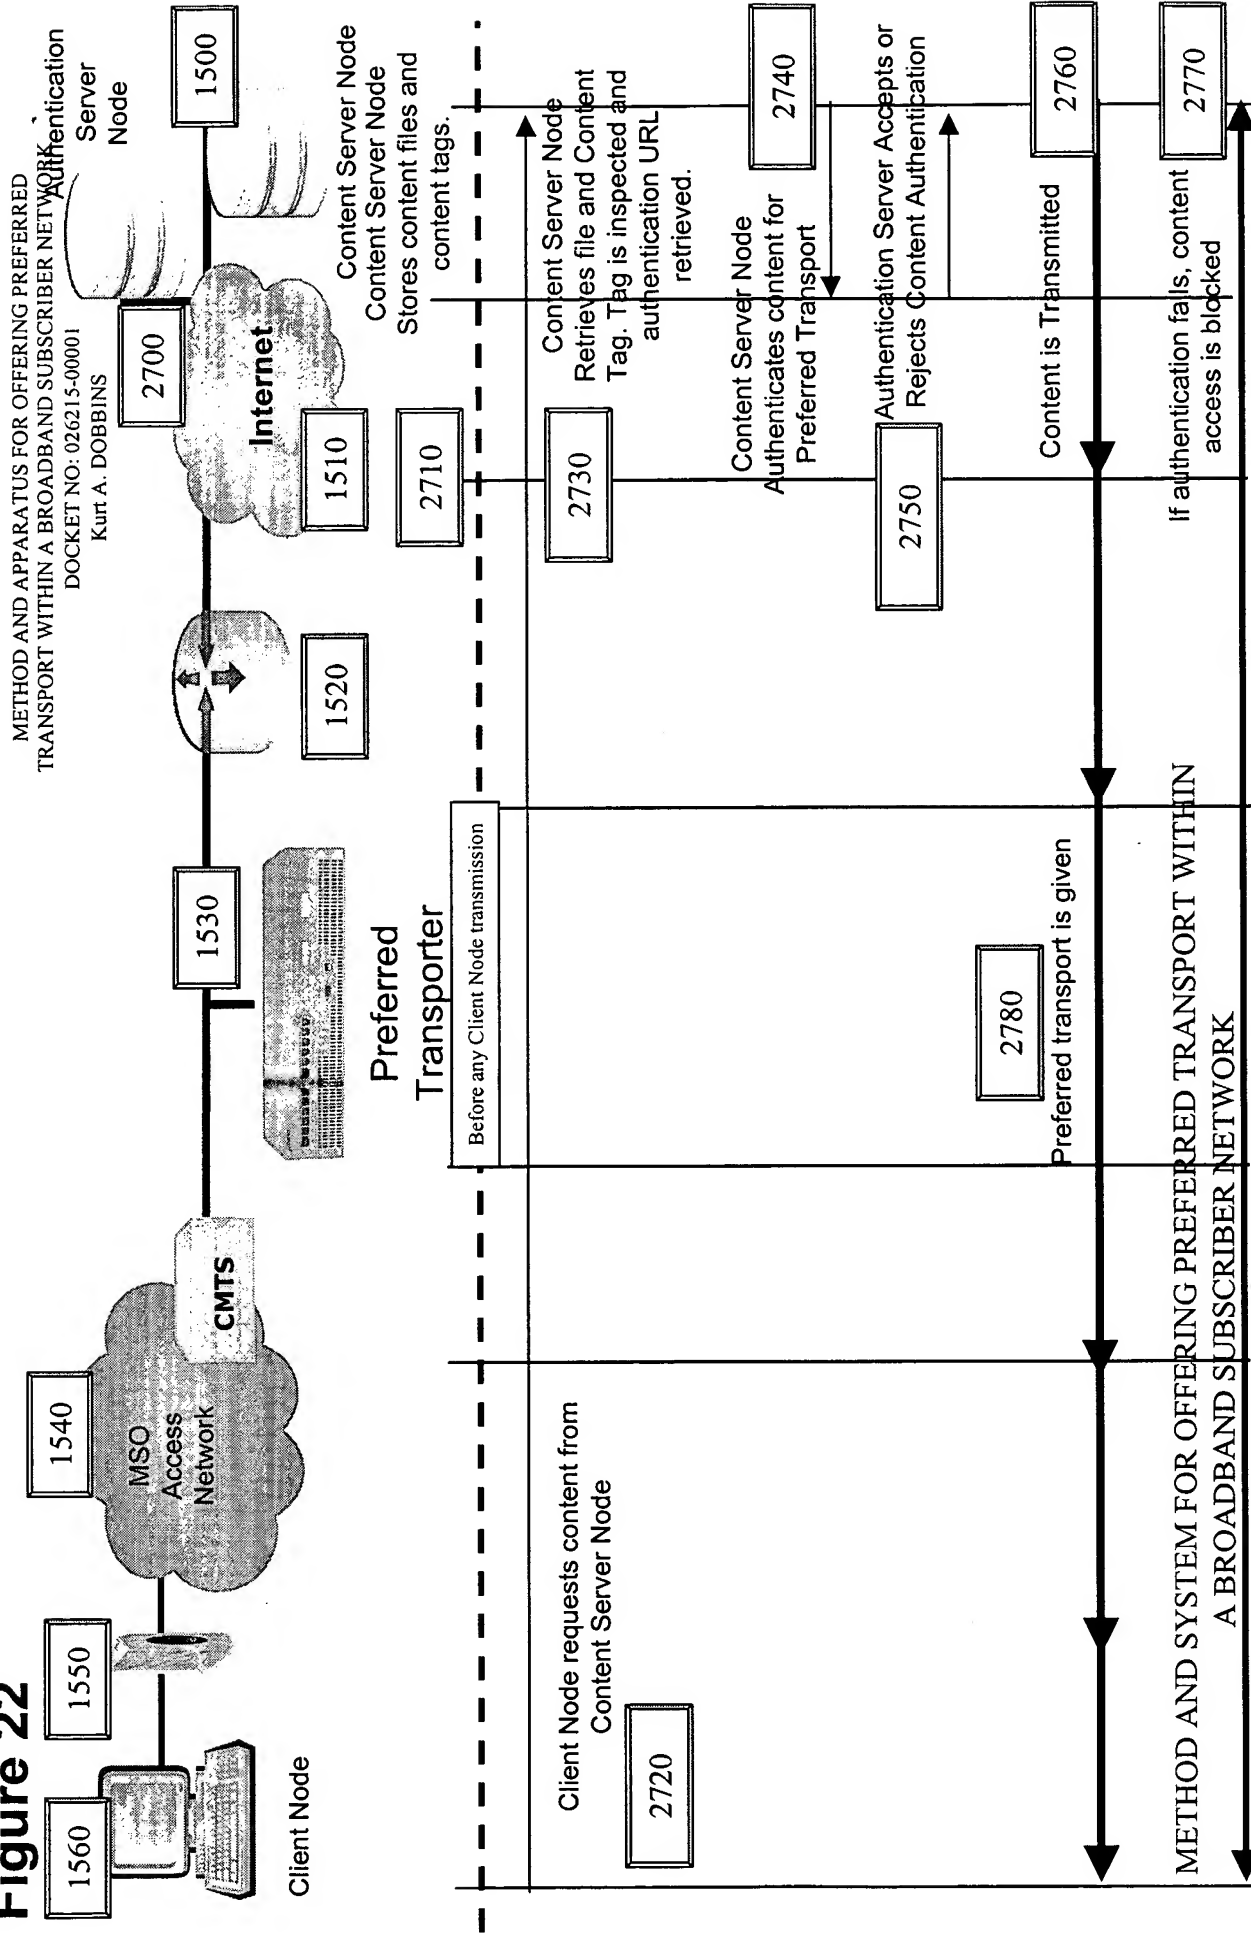 METHOD AND APPARATUS FOR OFFERING PREFERRED
TRANSPORT WITHIN A BROADBAND SUBSCRIBER NETWORK
DOCKET NO: 026215-00001
Kurt A. DOBBINS
Figure 22
1560
Client Node
1550
1540
MSO
Access
Network
CMTS
1530
Preferred
Transporter
1520
1510
Internet
2700
Authentication
Server
Node
1500
Content Server Node
Content Server Node
Stores content files and
content tags.
2710
Before any Client Node transmission
Client Node requests content from
Content Server Node
2720
2730
Content Server Node
Retrieves file and Content
Tag. Tag is inspected and
authentication URL
retrieved.
2740
Content Server Node
Authenticates content for
Preferred Transport
2750
Authentication Server Accepts or
Rejects Content Authentication
2760
Content is Transmitted
2780
Preferred transport is given
2770
If authentication fails, content
access is blocked
METHOD AND SYSTEM FOR OFFERING PREFERRED TRANSPORT WITHIN
A BROADBAND SUBSCRIBER NETWORK